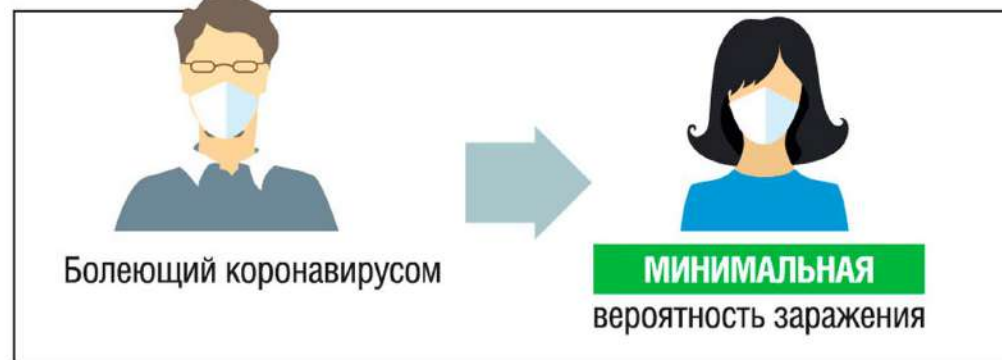 Болеющий коронавирусом
МИНИМАЛЬНАЯ
вероятность заражения